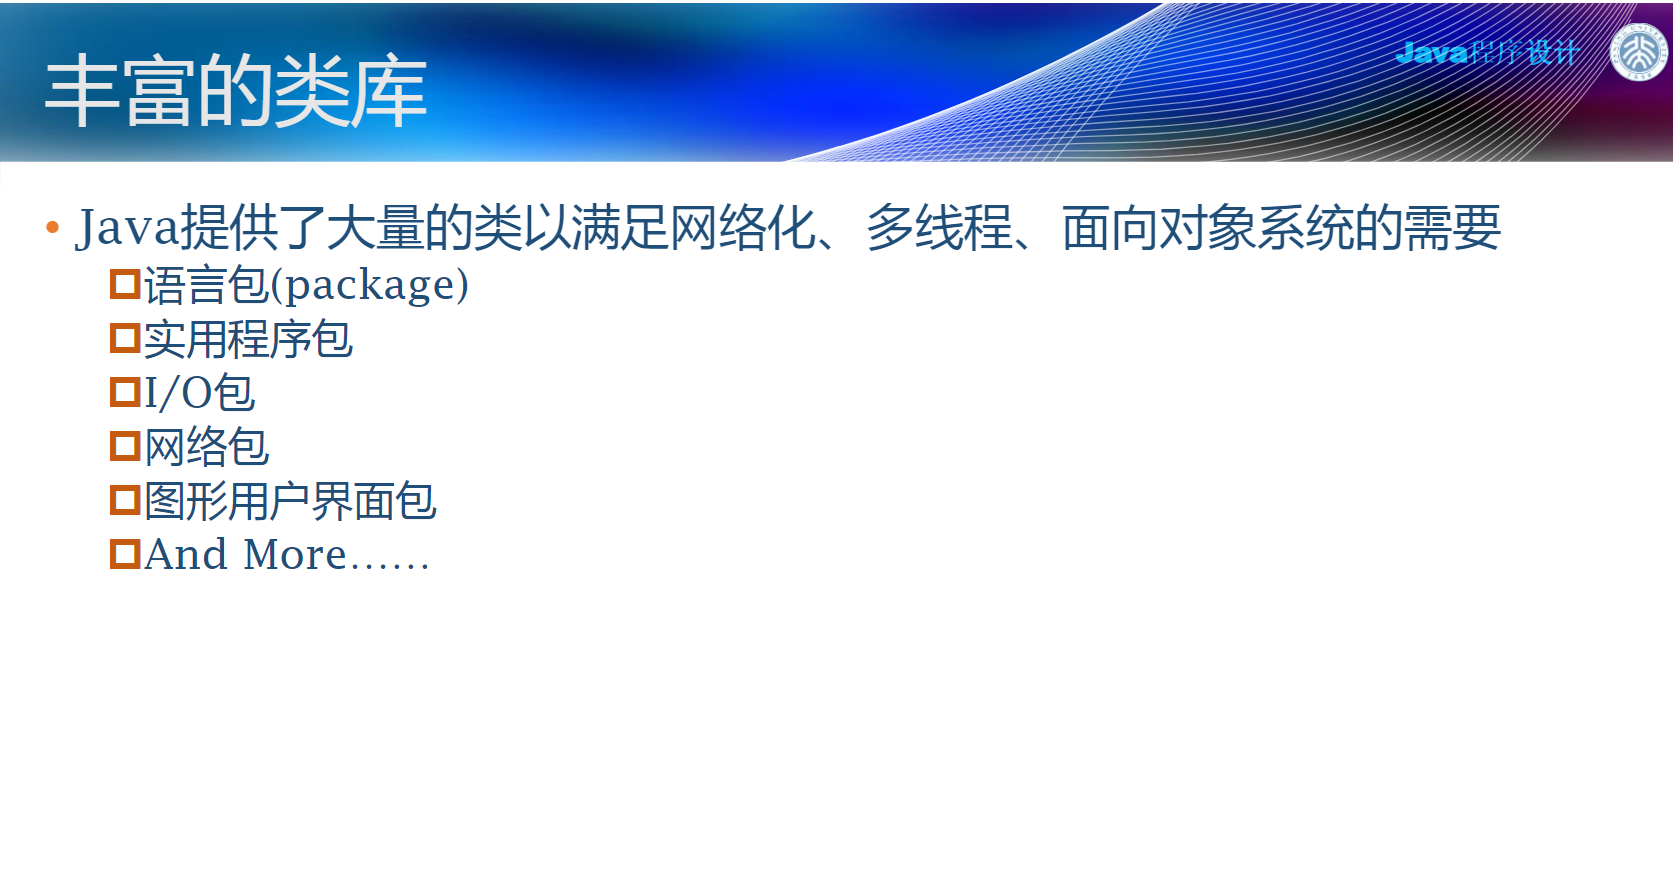 丰富的类库
Java程序设计
Java提供了大量的类以满足网络化、多线程、面向对象系统的需要
语言包(package)
实用程序包
I/O包
网络包
图形用户界面包
And More……